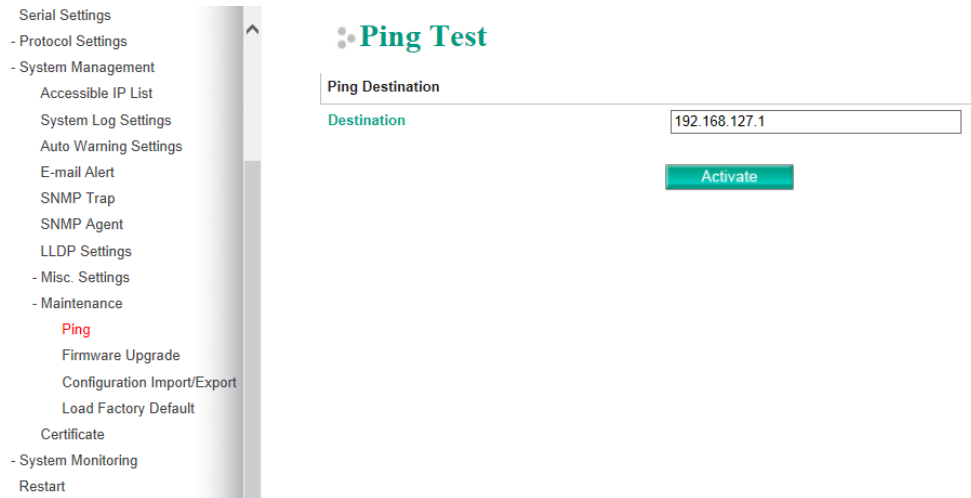 Serial Settings
- Protocol Settings
- System Management
Accessible IP List
System Log Settings
Auto Warning Settings
E-mail Alert
SNMP Trap
SNMP Agent
LLDP Settings
- Misc. Settings
- Maintenance
Ping
Firmware Upgrade
Configuration Import/Export
Load Factory Default
Certificate
- System Monitoring
Restart
Ping Test
Ping Destination
Destination 192.168.127.1
Activate